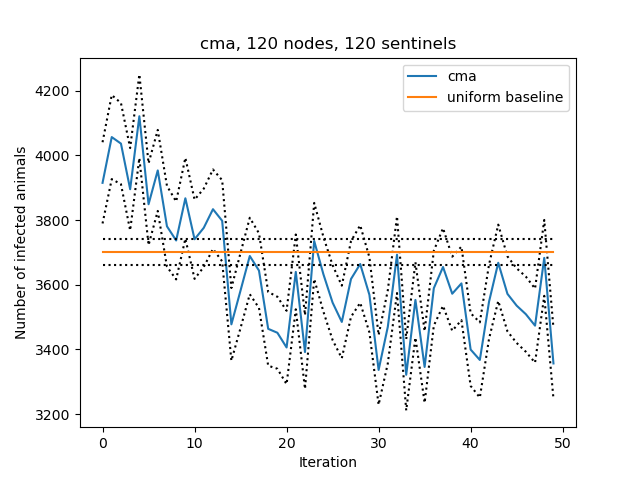 cma, 120 nodes, 120 sentinels
cma
uniform baseline
Number of infected animals
4200
4000
3800
3600
3400
3200
0 10 20 30 40 50
Iteration